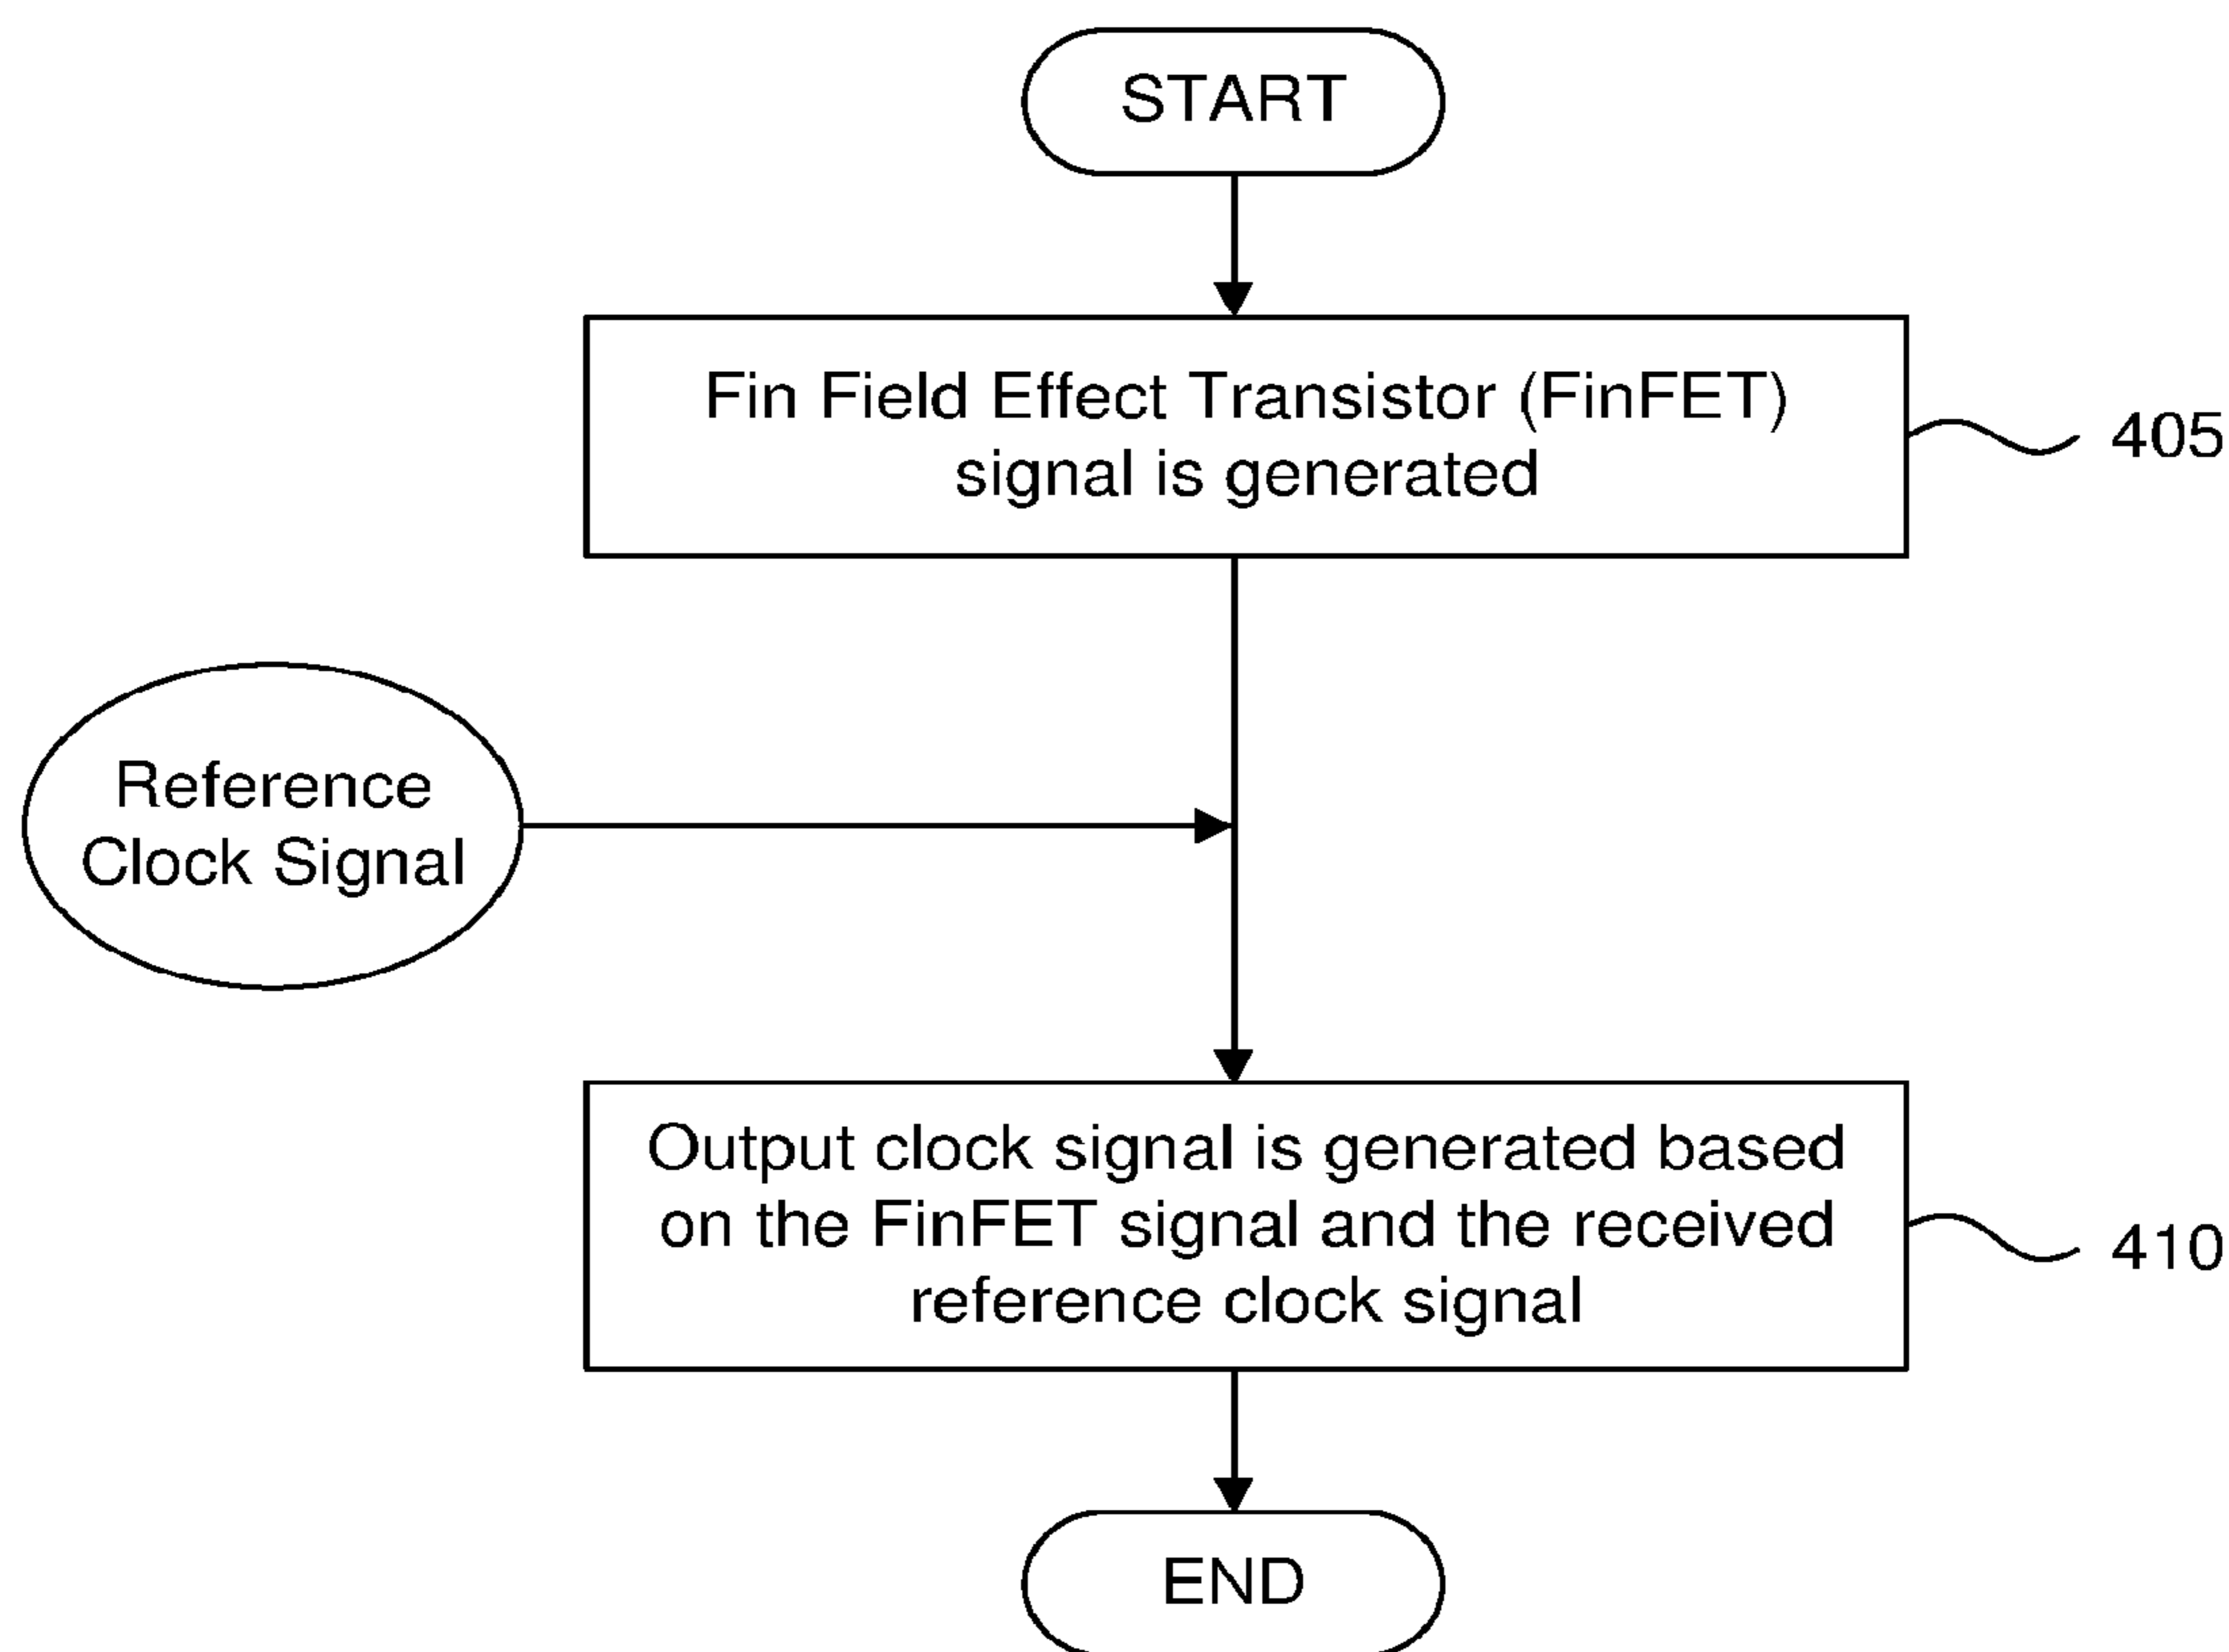 START
Fin Field Effect Transistor (FinFET)
signal is generated
405
Reference
Clock Signal
Output clock signal is generated based
on the FinFET signal and the received
reference clock signal
410
END